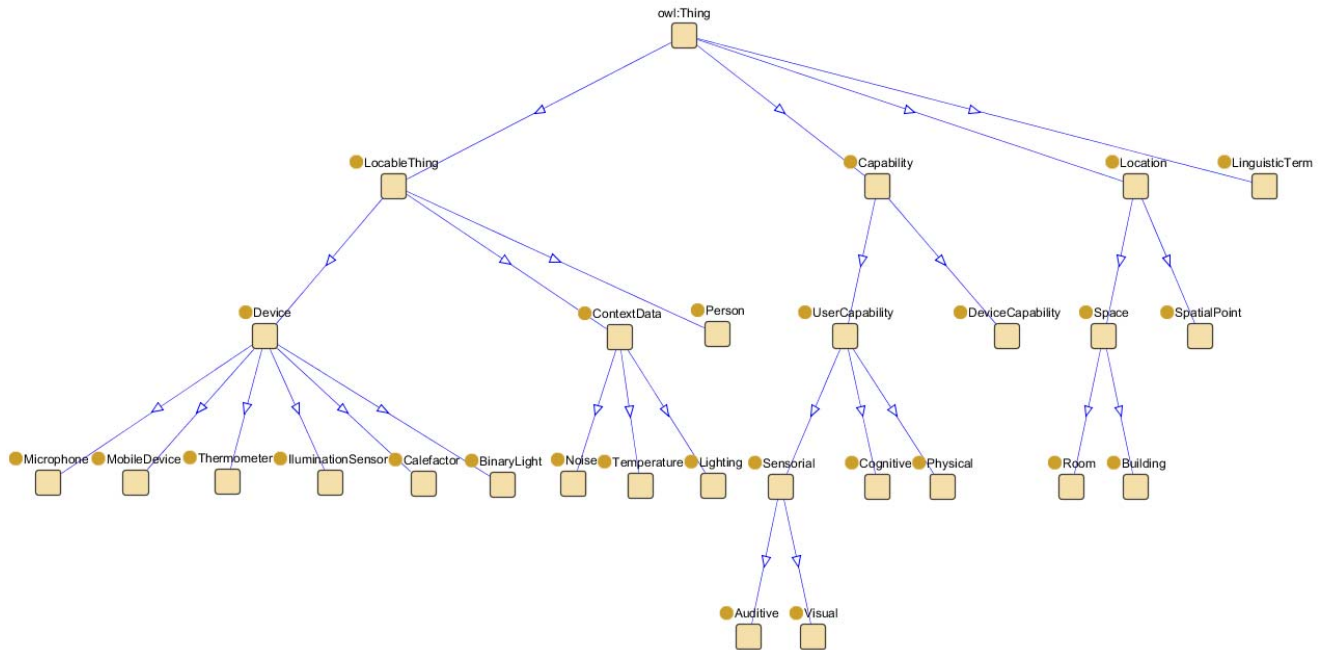 owl:Thing
LocableThing
Capability
Location
LinguisticTerm
Device
ContextData
Person
UserCapability
DeviceCapability
Space
SpatialPoint
Microphone
MobileDevice
Thermometer
IluminationSensor
Calefactor
BinaryLight
Noise
Temperature
Lighting
Sensorial
Cognitive
Physical
Room
Building
Auditive
Visual